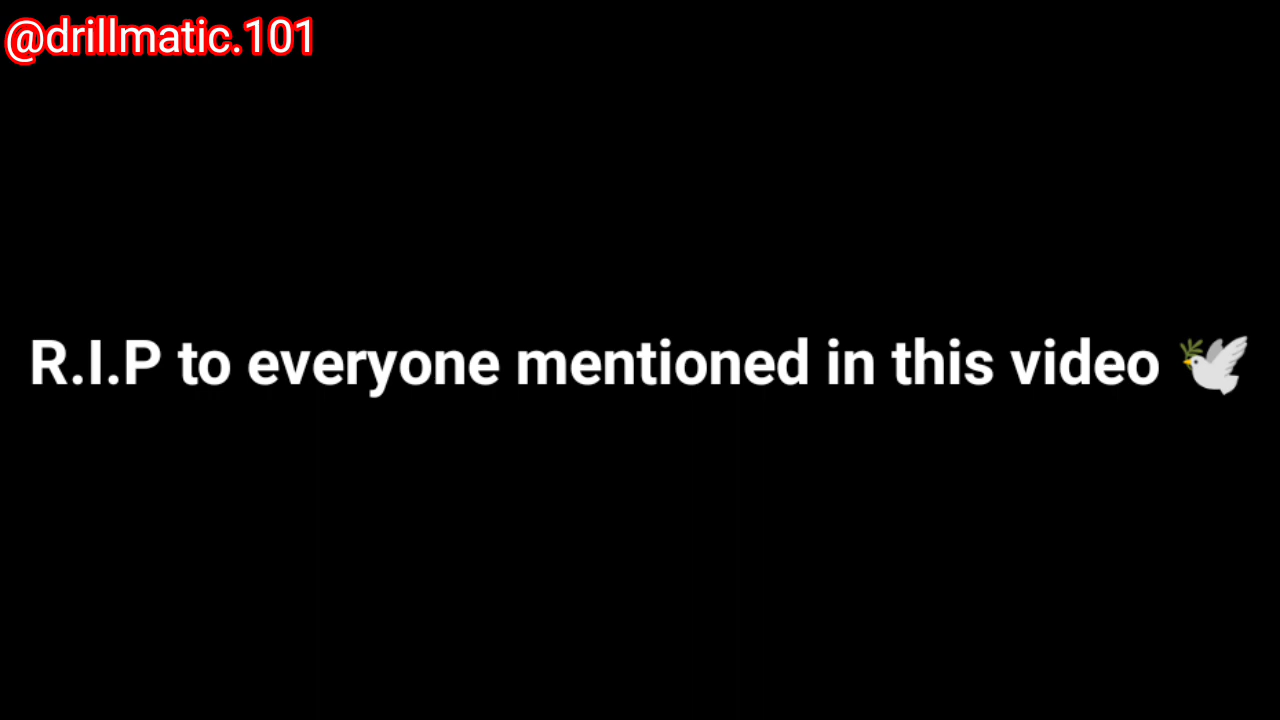 @drillmatic.101
R.I.P to everyone mentioned in this video 🕊️